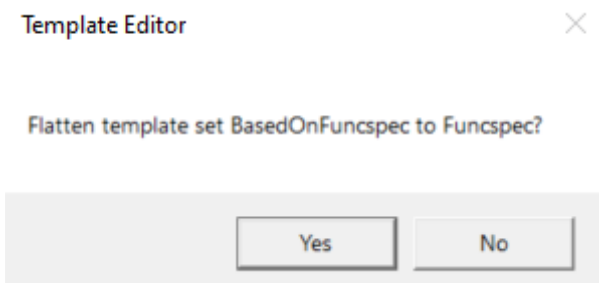 Template Editor
Flatten template set BasedOnFuncspec to Funcspec?
Yes
No